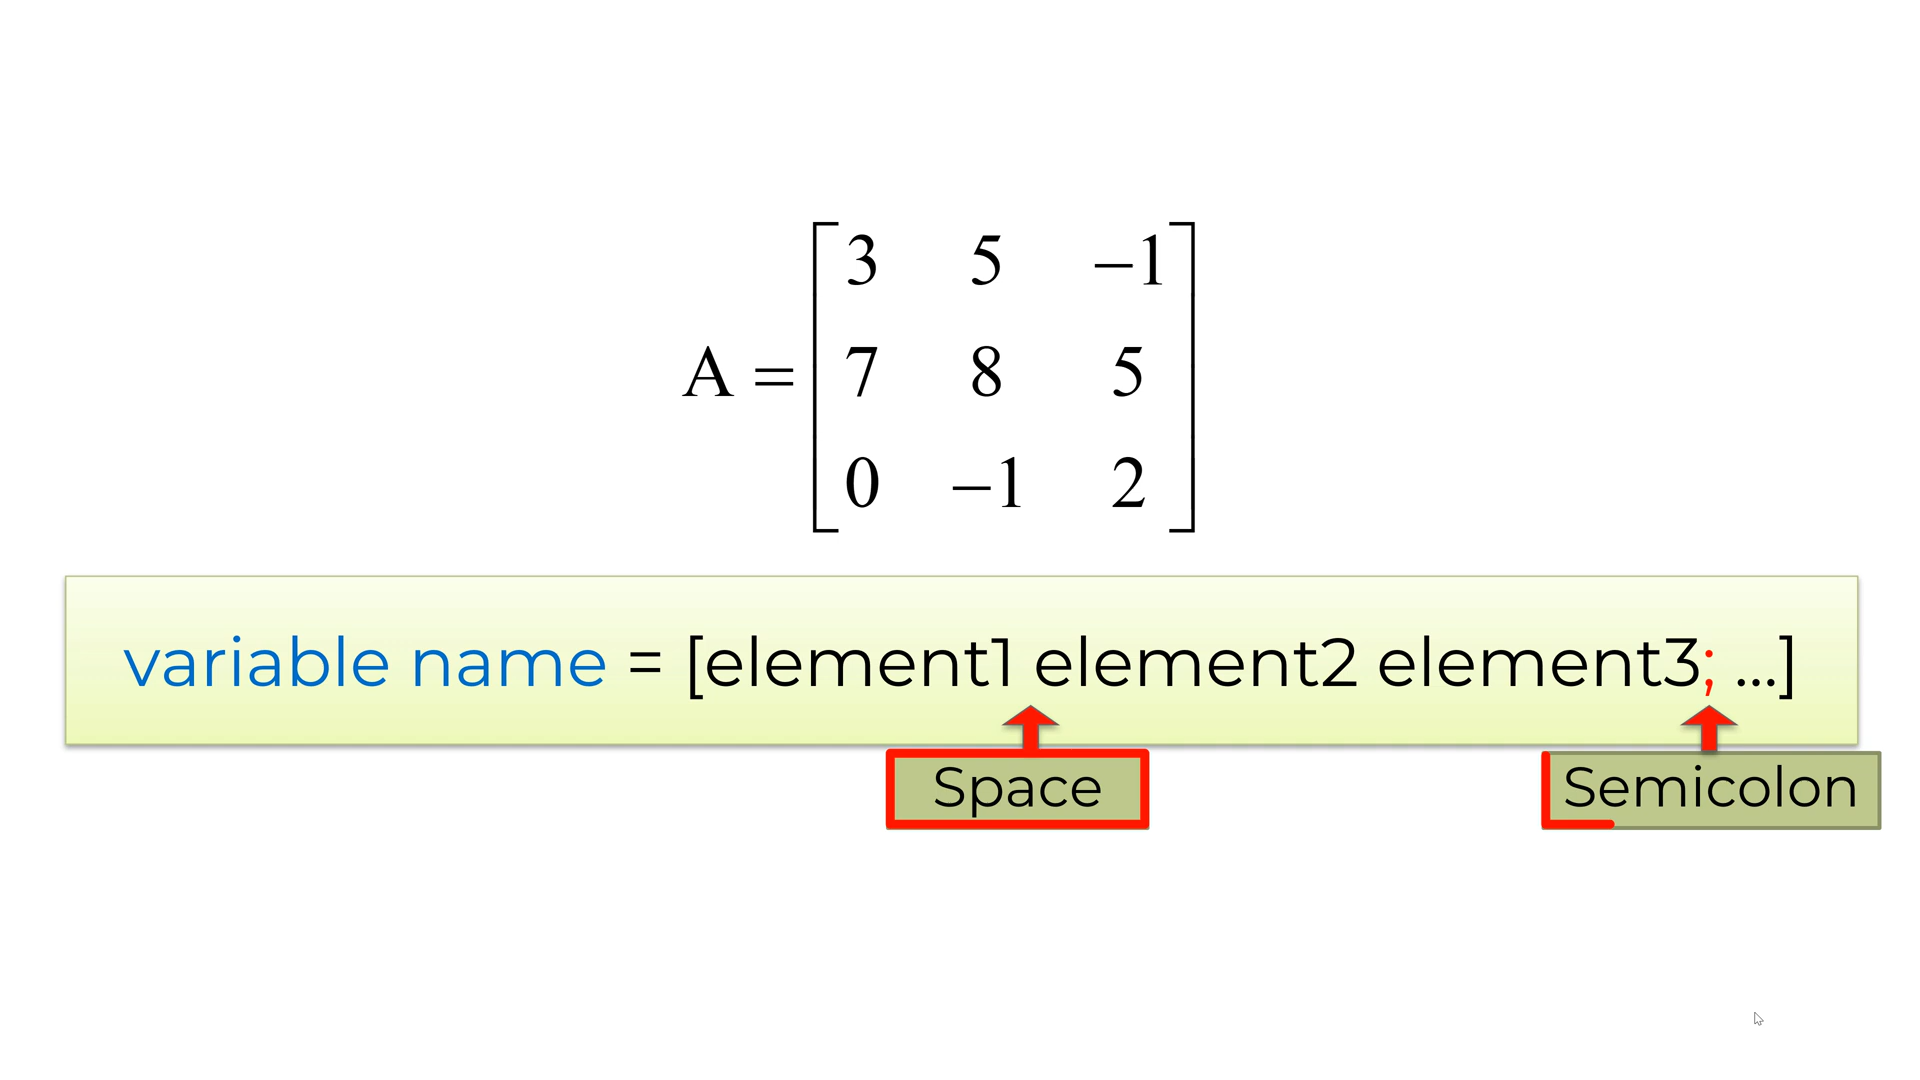 3 5 −1
A = 7 8 5
0 −1 2
variable name = [element1 element2 element3; ...]
Space Semicolon